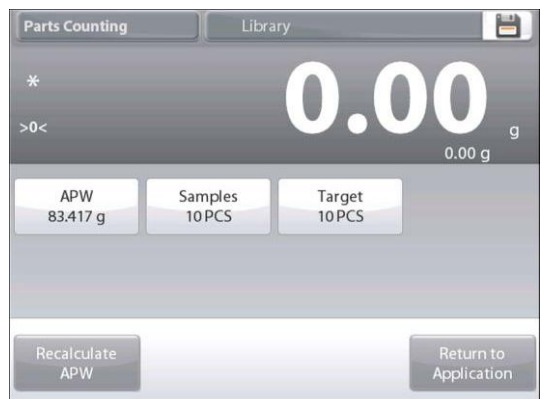 Parts Counting
Library
*
>0<
0.00
g
0.00 g
APW
83.417 g
Samples
10 PCS
Target
10 PCS
Recalculate
APW
Return to
Application